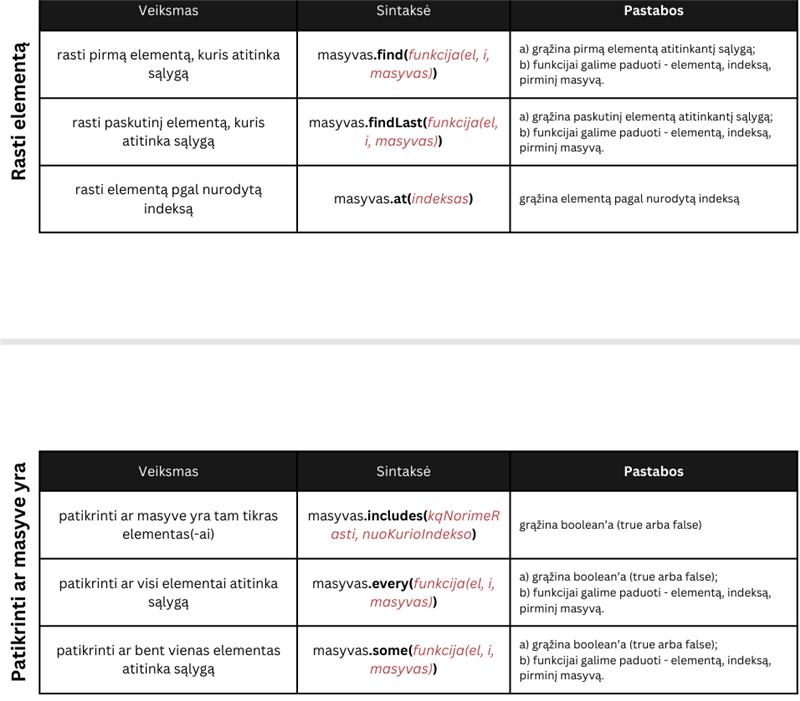 Rasti elementą
Veiksmas
Sintaksė
Pastabos
rasti pirmą elementą, kuris atitinka
sąlygą
masyvas.find(funkcija(el, i,
masyvas))
a) grąžina pirmą elementą atitinkantį sąlygą;
b) funkcijai galime paduoti - elementą, indeksą,
pirminį masyvą.
rasti paskutinį elementą, kuris
atitinka sąlygą
masyvas.findLast(funkcija(el,
i, masyvas))
a) grąžina paskutinį elementą atitinkantį sąlygą;
b) funkcijai galime paduoti - elementą, indeksą,
pirminį masyvą.
rasti elementą pgal nurodytą
indeksą
masyvas.at(indeksas)
grąžina elementą pagal nurodytą indeksą
Patikrinti ar masyve yra
Veiksmas
Sintaksė
Pastabos
patikrinti ar masyve yra tam tikras
elementas(-ai)
masyvas.includes(kąNorimeR
asti, nuoKurioIndekso)
grąžina boolean'a (true arba false)
patikrinti ar visi elementai atitinka
sąlygą
masyvas.every(funkcija(el, i,
masyvas))
a) grąžina boolean'a (true arba false);
b) funkcijai galime paduoti - elementą, indeksą,
pirminį masyvą.
patikrinti ar bent vienas elementas
atitinka sąlygą
masyvas.some(funkcija(el, i,
masyvas))
a) grąžina boolean'a (true arba false);
b) funkcijai galime paduoti - elementą, indeksą,
pirminį masyvą.